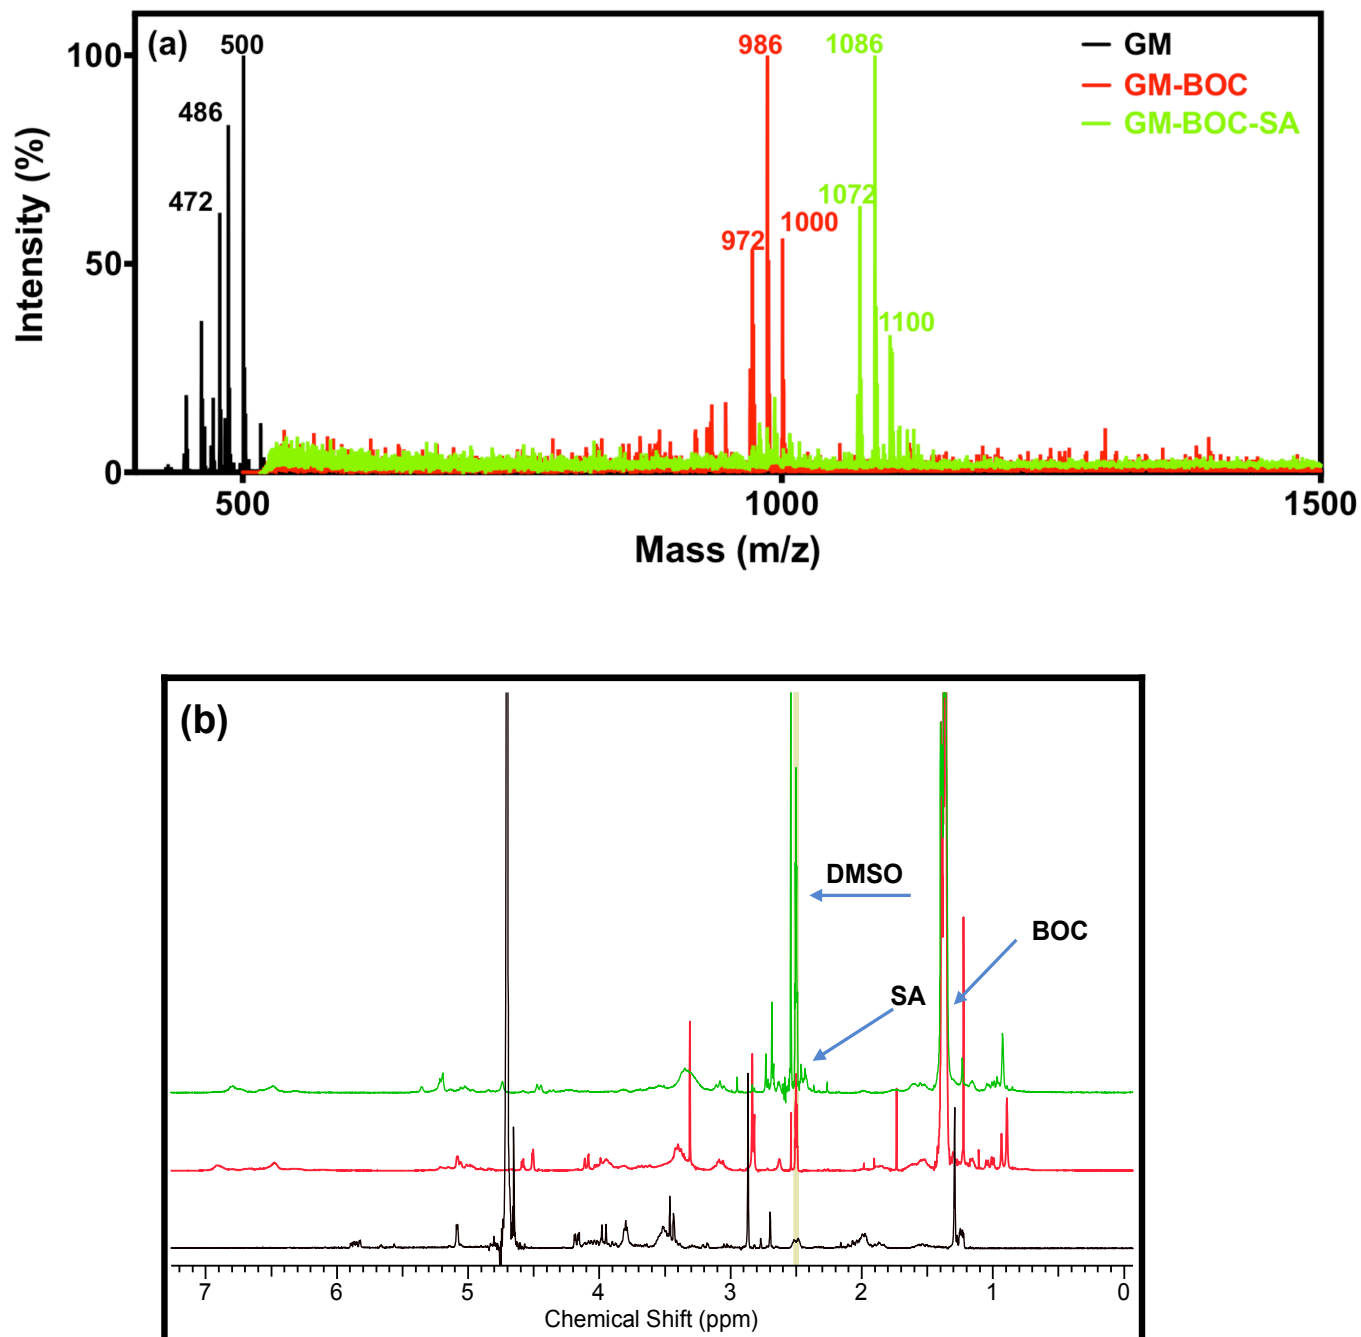 (a)
500
986
1086
GM
GM-BOC
GM-BOC-SA
100
486
472
1072
1000
972
1100
50
0
Intensity (%)
500
1000
1500
Mass (m/z)
(b)
DMSO
BOC
SA
7 6 5 4 3 2 1 0
Chemical Shift (ppm)